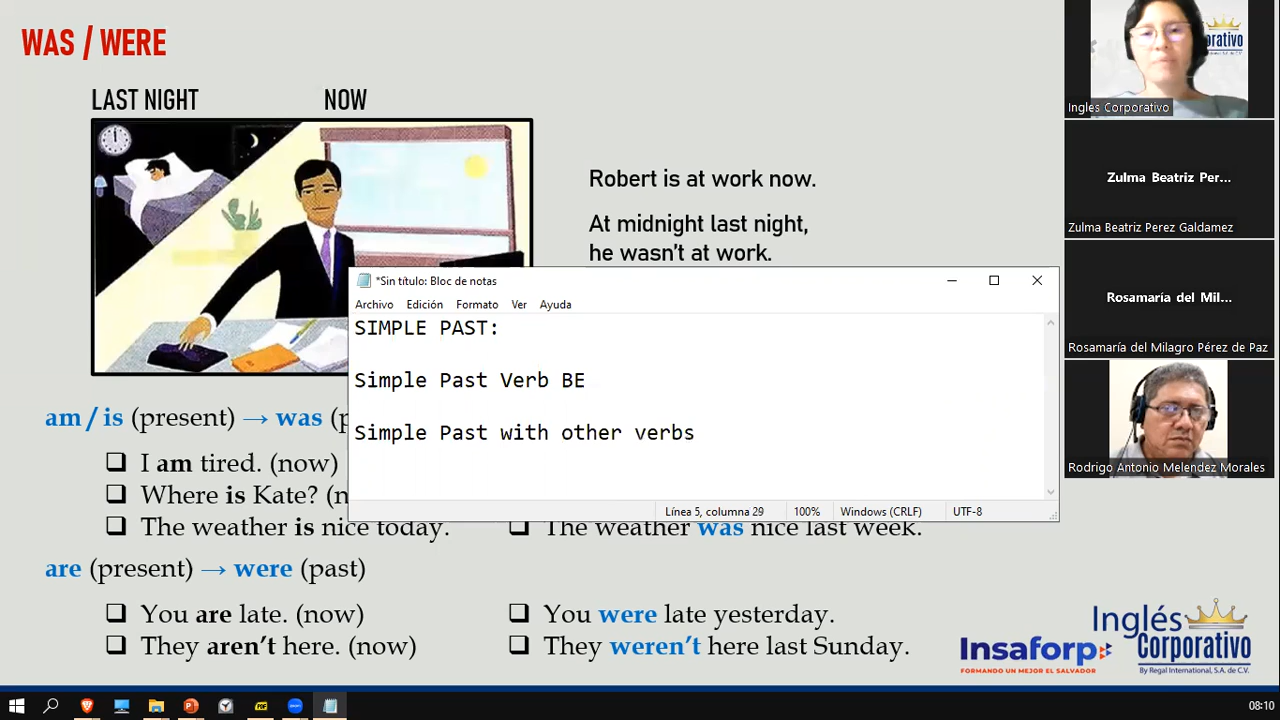 WAS / WERE
LAST NIGHT NOW
Robert is at work now.
At midnight last night,
he wasn't at work.
*Sin título: Bloc de notas
Archivo Edición Formato Ver Ayuda
SIMPLE PAST:
Simple Past Verb BE
Simple Past with other verbs
Línea 5, columna 29 100% Windows (CRLF) UTF-8
am / is (present) → was (p
I am tired. (now)
Where is Kate? (n
The weather is nice today.
The weather was nice last week.
are (present) → were (past)
You are late. (now)
You were late yesterday.
They aren't here. (now)
They weren't here last Sunday.
Insaforp
FORMANDO UN MEJOR EL SALVADOR
Inglés
Corporativo
By Regal International, S.A. de C.V.
Ingles Corporativo
Zulma Beatriz Per...
Zulma Beatriz Perez Galdamez
Rosamaría del Mil...
Rosamaría del Milagro Pérez de Paz
Rodrigo Antonio Melendez Morales
08:10